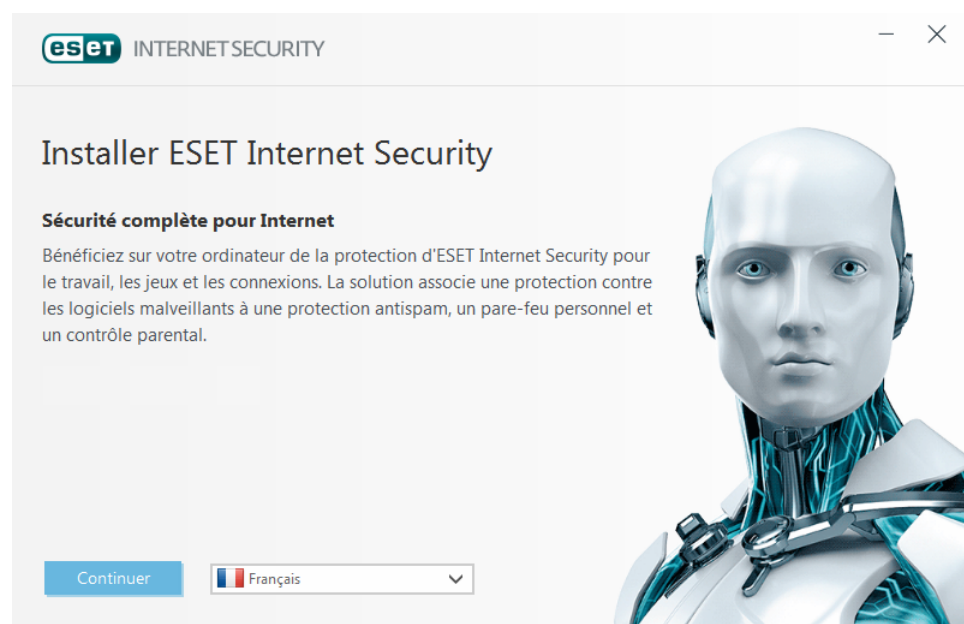 eset INTERNET SECURITY
Installer ESET Internet Security
Sécurité complète pour Internet
Bénéficiez sur votre ordinateur de la protection d'ESET Internet Security pour
le travail, les jeux et les connexions. La solution associe une protection contre
les logiciels malveillants à une protection antispam, un pare-feu personnel et
un contrôle parental.
Continuer
Français